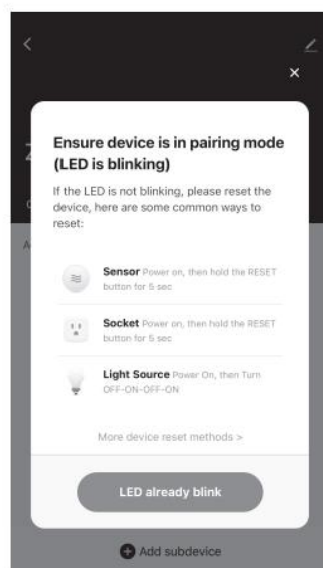 Z
Ensure device is in pairing mode
(LED is blinking)
If the LED is not blinking, please reset the
device, here are some common ways to
reset:
Sensor Power on, then hold the RESET
button for 5 sec
Socket Power on, then hold the RESET
button for 5 sec
Light Source Power On, then Turn
OFF-ON-OFF-ON
More device reset methods >
LED already blink
Add subdevice